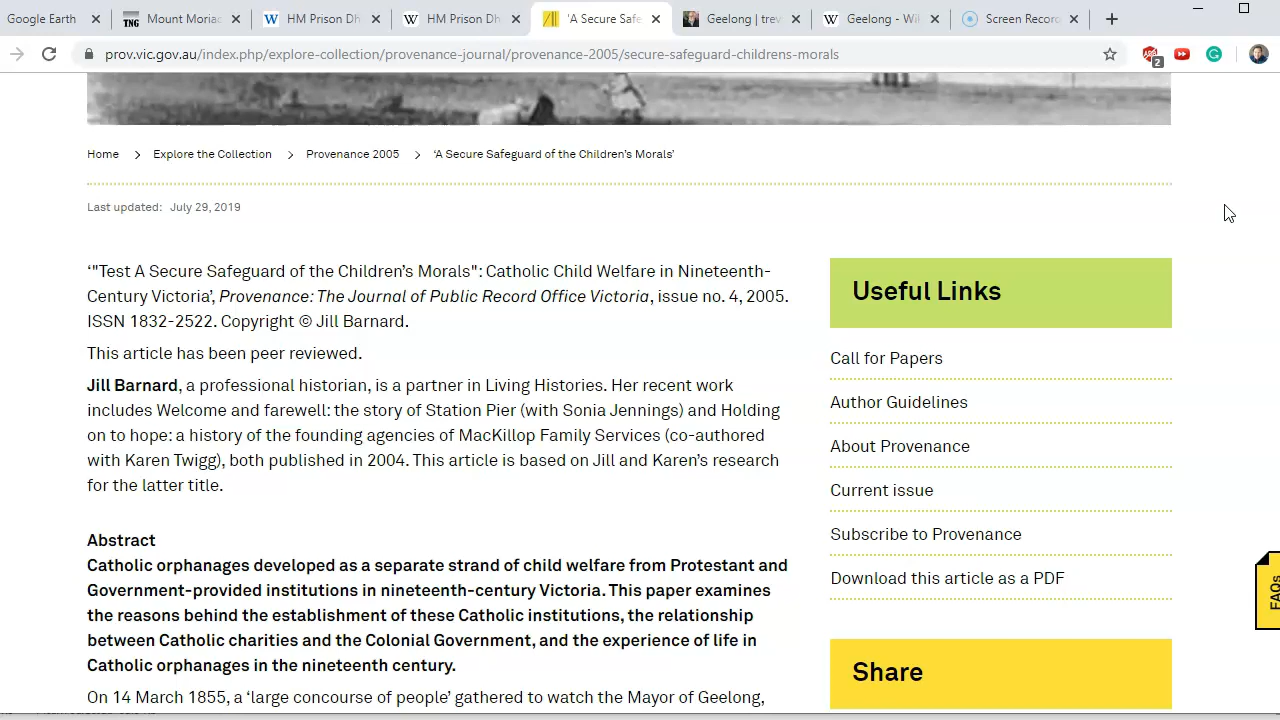 Google Earth
TNG Mount Moriac
W HM Prison Dh
W HM Prison Dh
'A Secure Safe
Geelong | trev
W Geelong - Wi
Screen Recor
prov.vic.gov.au/index.php/explore-collection/provenance-journal/provenance-2005/secure-safeguard-childrens-morals
ABP
2
Home > Explore the Collection > Provenance 2005 > ‘A Secure Safeguard of the Children’s Morals’
Last updated: July 29, 2019
‘"Test A Secure Safeguard of the Children’s Morals": Catholic Child Welfare in Nineteenth-
Century Victoria’, Provenance: The Journal of Public Record Office Victoria, issue no. 4, 2005.
ISSN 1832-2522. Copyright © Jill Barnard.
This article has been peer reviewed.
Jill Barnard, a professional historian, is a partner in Living Histories. Her recent work
includes Welcome and farewell: the story of Station Pier (with Sonia Jennings) and Holding
on to hope: a history of the founding agencies of MacKillop Family Services (co-authored
with Karen Twigg), both published in 2004. This article is based on Jill and Karen’s research
for the latter title.
Abstract
Catholic orphanages developed as a separate strand of child welfare from Protestant and
Government-provided institutions in nineteenth-century Victoria. This paper examines
the reasons behind the establishment of these Catholic institutions, the relationship
between Catholic charities and the Colonial Government, and the experience of life in
Catholic orphanages in the nineteenth century.
On 14 March 1855, a ‘large concourse of people’ gathered to watch the Mayor of Geelong,
Useful Links
Call for Papers
Author Guidelines
About Provenance
Current issue
Subscribe to Provenance
Download this article as a PDF
Share
FAQs